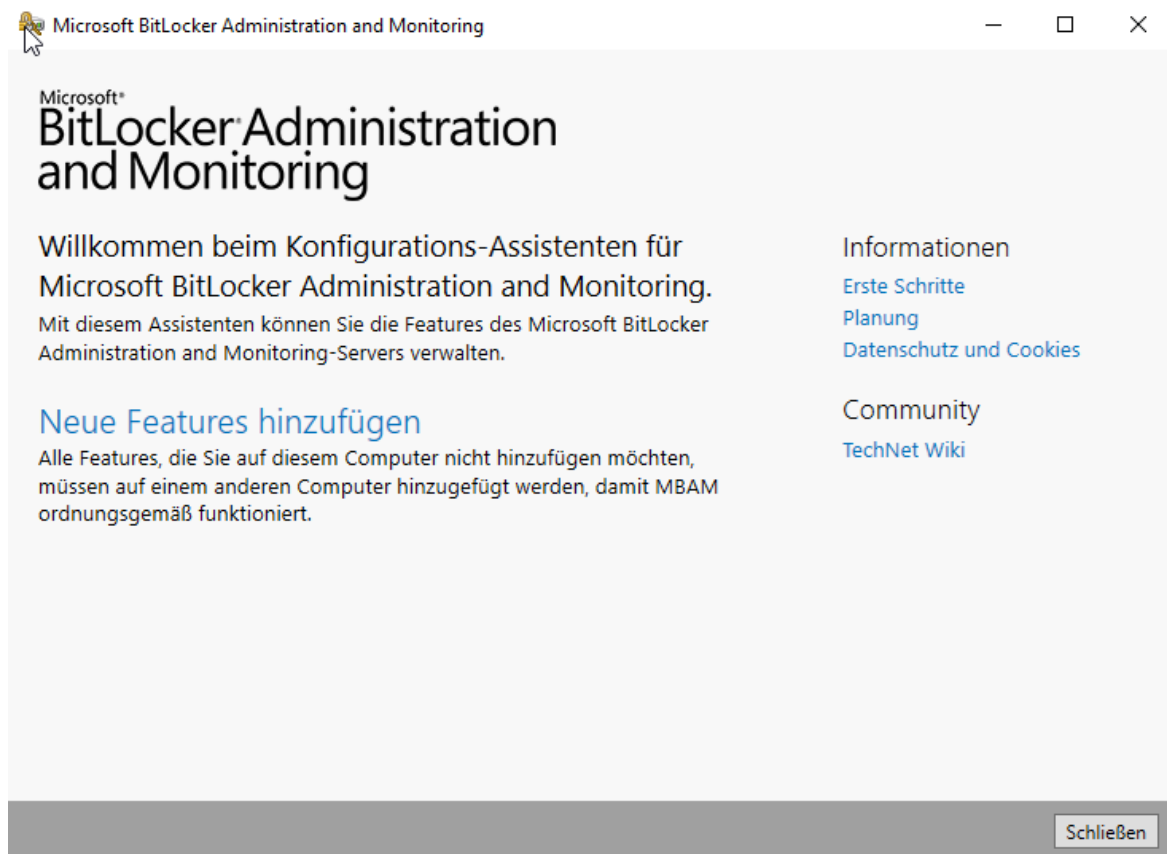 Microsoft BitLocker Administration and Monitoring
Microsoft®
BitLocker® Administration
and Monitoring
Willkommen beim Konfigurations-Assistenten für
Microsoft BitLocker Administration and Monitoring.
Mit diesem Assistenten können Sie die Features des Microsoft BitLocker
Administration and Monitoring-Servers verwalten.
Neue Features hinzufügen
Alle Features, die Sie auf diesem Computer nicht hinzufügen möchten,
müssen auf einem anderen Computer hinzugefügt werden, damit MBAM
ordnungsgemäß funktioniert.
Informationen
Erste Schritte
Planung
Datenschutz und Cookies
Community
TechNet Wiki
Schließen